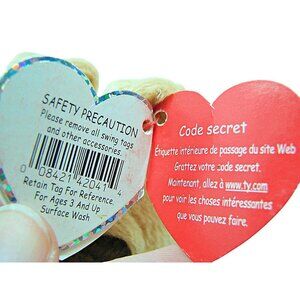 SAFETY PRECAUTION
Please remove all swing tags
and other accessories.
0 08421 42041 4
Retain Tag For Reference
For Ages 3 And Up
Surface Wash
Code secret
Étiquette intérieure de passage du site Web
Grattez votre code secret.
Maintenant, allez à www.ty.com
pour voir les choses intéressantes
que vous pouvez faire.